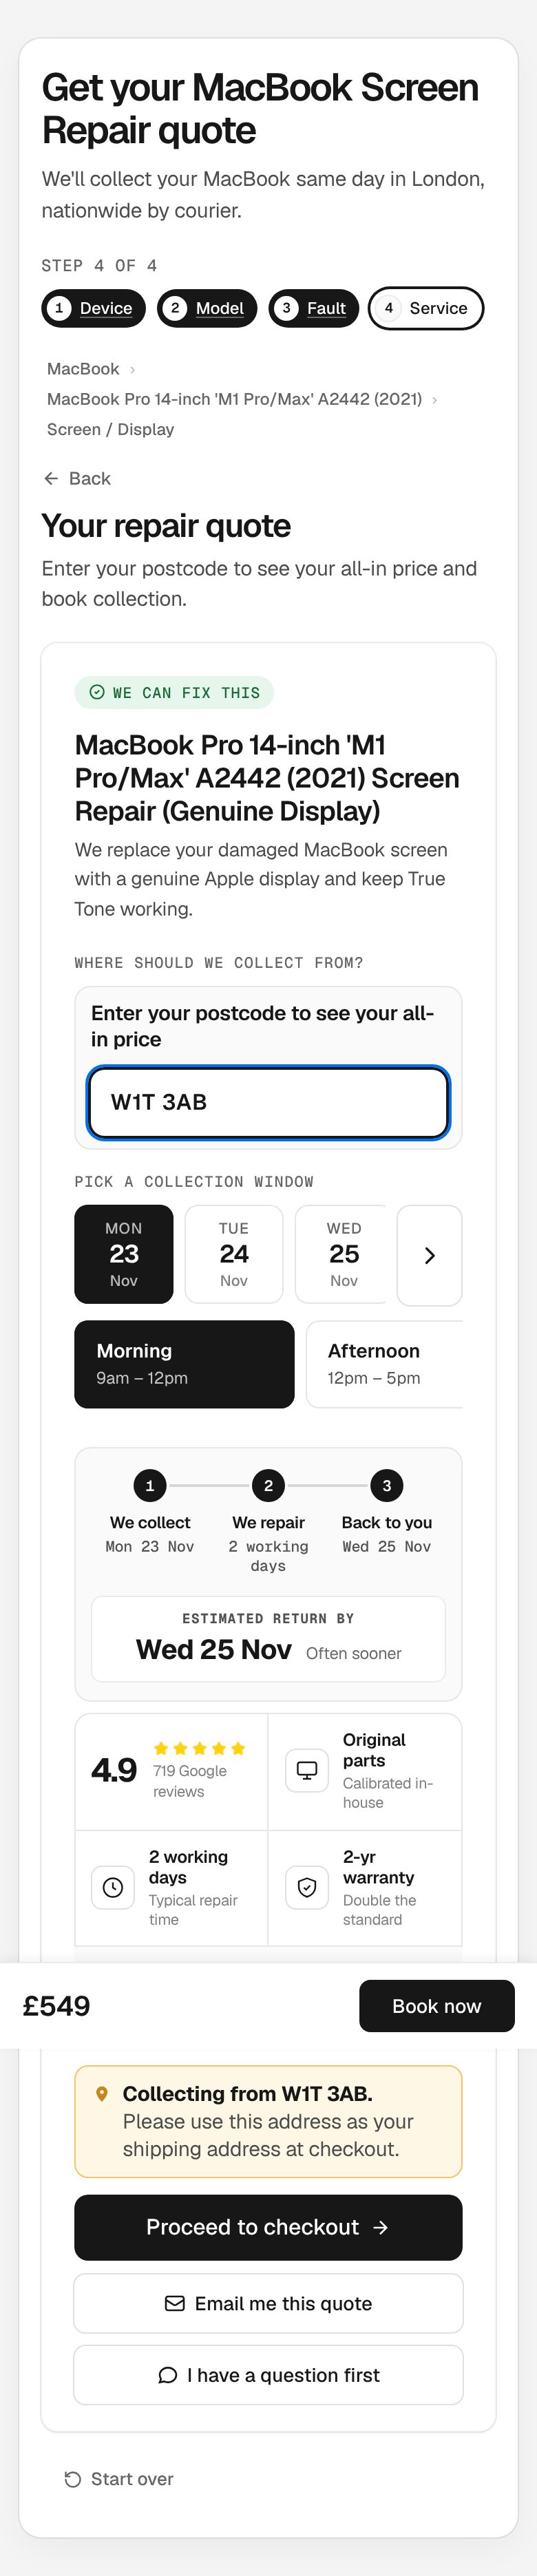 Get your MacBook Screen
Repair quote
We'll collect your MacBook same day in London,
nationwide by courier.
STEP 4 OF 4
1 Device 2 Model 3 Fault 4 Service
MacBook ›
MacBook Pro 14-inch 'M1 Pro/Max' A2442 (2021) ›
Screen / Display
← Back
Your repair quote
Enter your postcode to see your all-in price and
book collection.
WE CAN FIX THIS
MacBook Pro 14-inch 'M1
Pro/Max' A2442 (2021) Screen
Repair (Genuine Display)
We replace your damaged MacBook screen
with a genuine Apple display and keep True
Tone working.
WHERE SHOULD WE COLLECT FROM?
Enter your postcode to see your all-
in price
W1T 3AB
PICK A COLLECTION WINDOW
MON TUE WED
23 24 25
Nov Nov Nov
Morning Afternoon
9am – 12pm 12pm – 5pm
1 2 3
We collect We repair Back to you
Mon 23 Nov 2 working Wed 25 Nov
days
ESTIMATED RETURN BY
Wed 25 Nov Often sooner
4.9
719 Google
reviews
Original
parts
Calibrated in-
house
2 working
days
Typical repair
time
2-yr
warranty
Double the
standard
£549 Book now
Collecting from W1T 3AB.
Please use this address as your
shipping address at checkout.
Proceed to checkout →
Email me this quote
I have a question first
Start over